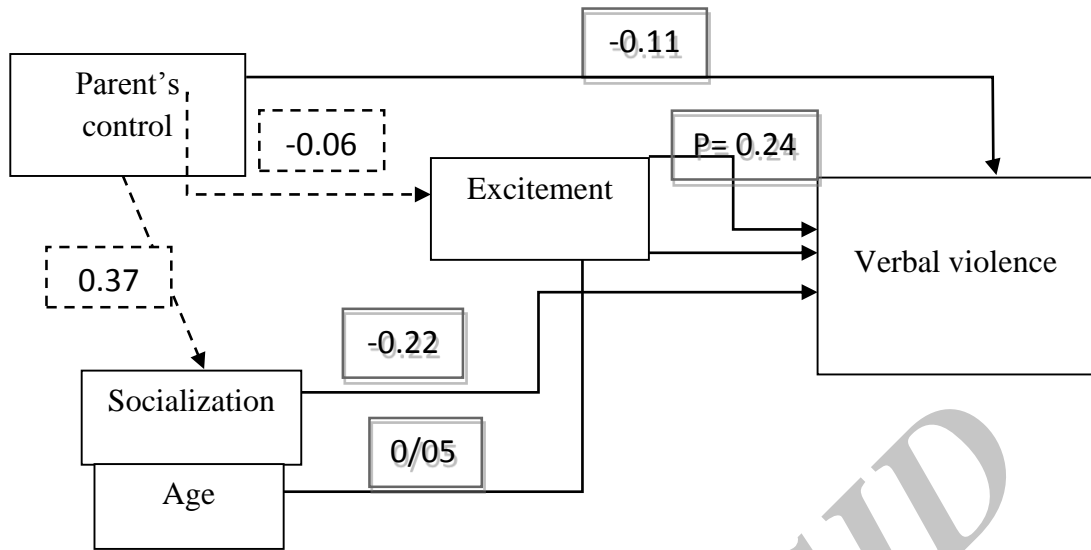 -0.11
Parent's
control
-0.06
P= 0.24
Excitement
Verbal violence
0.37
-0.22
Socialization
0/05
Age